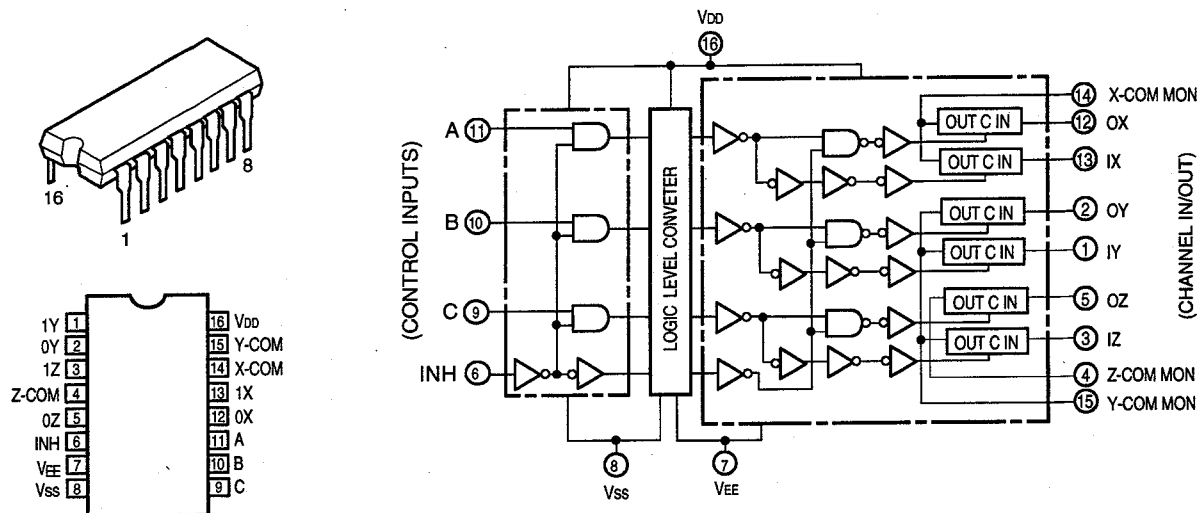 16
8
1
1Y 1
0Y 2
1Z 3
Z-COM 4
0Z 5
INH 6
VEE 7
VSS 8
16 VDD
15 Y-COM
14 X-COM
13 1X
12 0X
11 A
10 B
9 C
VDD
16
(CONTROL INPUTS)
A 11
B 10
C 9
INH 6
LOGIC LEVEL CONVETER
OUT C IN
OUT C IN
OUT C IN
OUT C IN
OUT C IN
OUT C IN
14 X-COM MON
12 OX
13 IX
2 OY
1 IY
5 OZ
3 IZ
4 Z-COM MON
15 Y-COM MON
(CHANNEL IN/OUT)
8
VSS
7
VEE